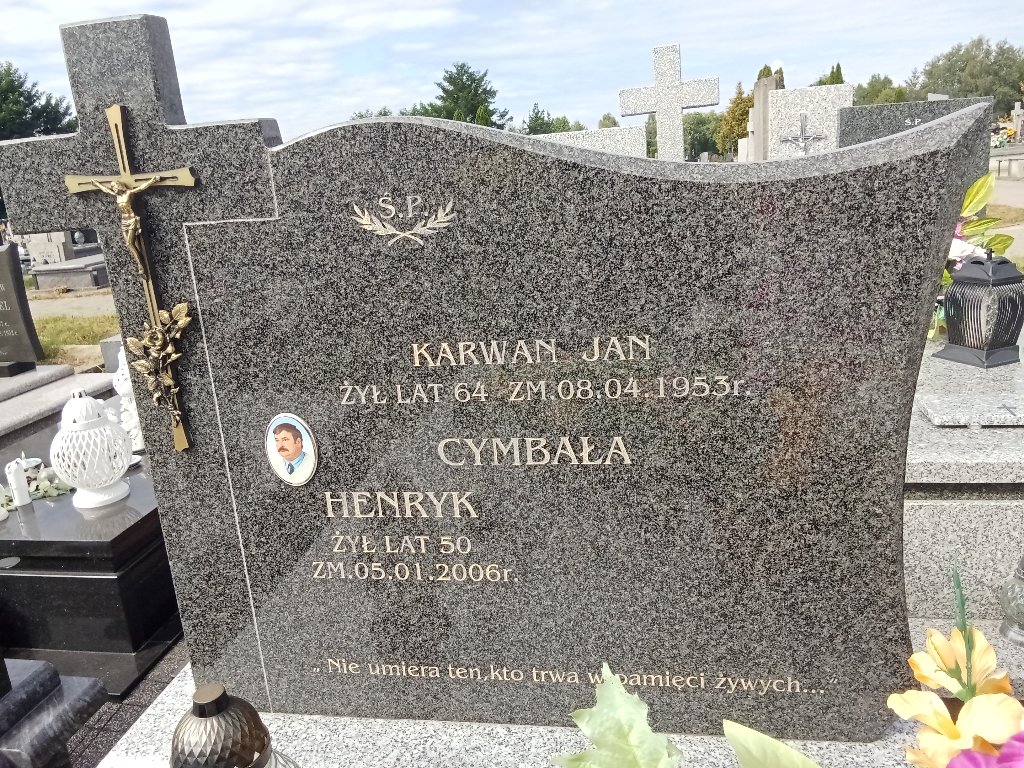 Ś.P.
KARWAN JAN
ŻYŁ LAT 64 ZM.08.04.1953r.
CYMBAŁA
HENRYK
ŻYŁ LAT 50
ZM.05.01.2006r.
„Nie umiera ten,kto trwa w pamięci żywych..."
Ś.P.